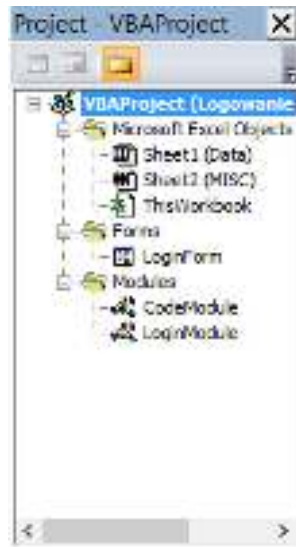 Project - VBAProject
VBAProject (Logowanie
Microsoft Excel Objects
Sheet1 (Data)
Sheet2 (MISC)
ThisWorkbook
Forms
LoginForm
Modules
CodeModule
LoginModule